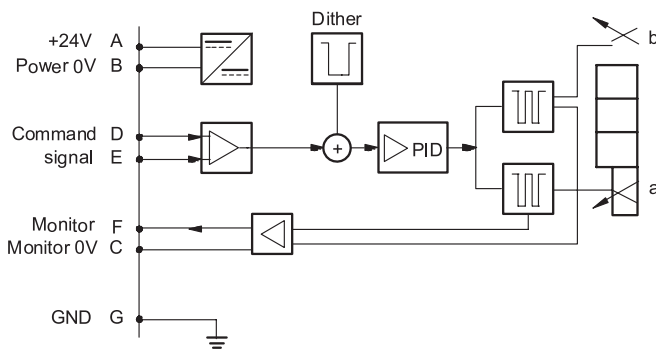 Dither
+24V A
Power 0V B
b
Command D
signal E
PID
a
Monitor F
Monitor 0V C
GND G